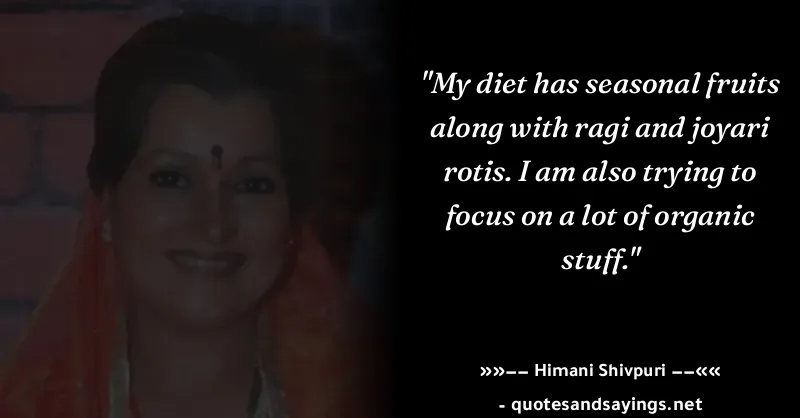 "My diet has seasonal fruits
along with ragi and joyari
rotis. I am also trying to
focus on a lot of organic
stuff."
»»−− Himani Shivpuri −−««
- quotesandsayings.net